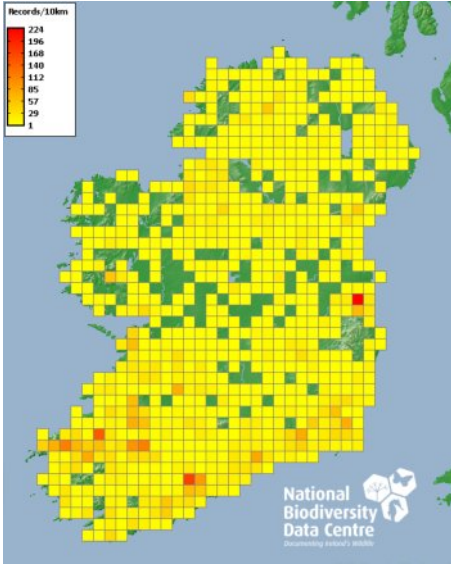 Records/10km
224
196
168
140
112
85
57
29
1
National
Biodiversity
Data Centre
Documenting Ireland's Wildlife